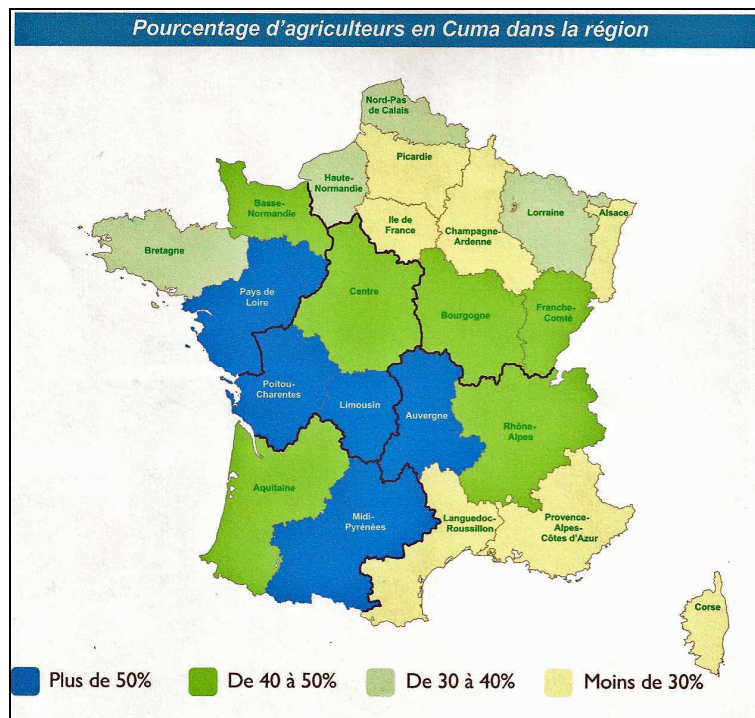 Pourcentage d'agriculteurs en Cuma dans la région
Nord-Pas
de Calais
Picardie
Haute-
Normandie
Basse-
Normandie
Ile de
France
Champagne-
Ardenne
Lorraine
Alsace
Bretagne
Pays de
Loire
Centre
Bourgogne
Franche-
Comté
Poitou-
Charentes
Limousin
Auvergne
Rhône-
Alpes
Aquitaine
Midi-
Pyrénées
Languedoc-
Roussillon
Provence-
Alpes-
Côtes d'Azur
Corse
Plus de 50%
De 40 à 50%
De 30 à 40%
Moins de 30%